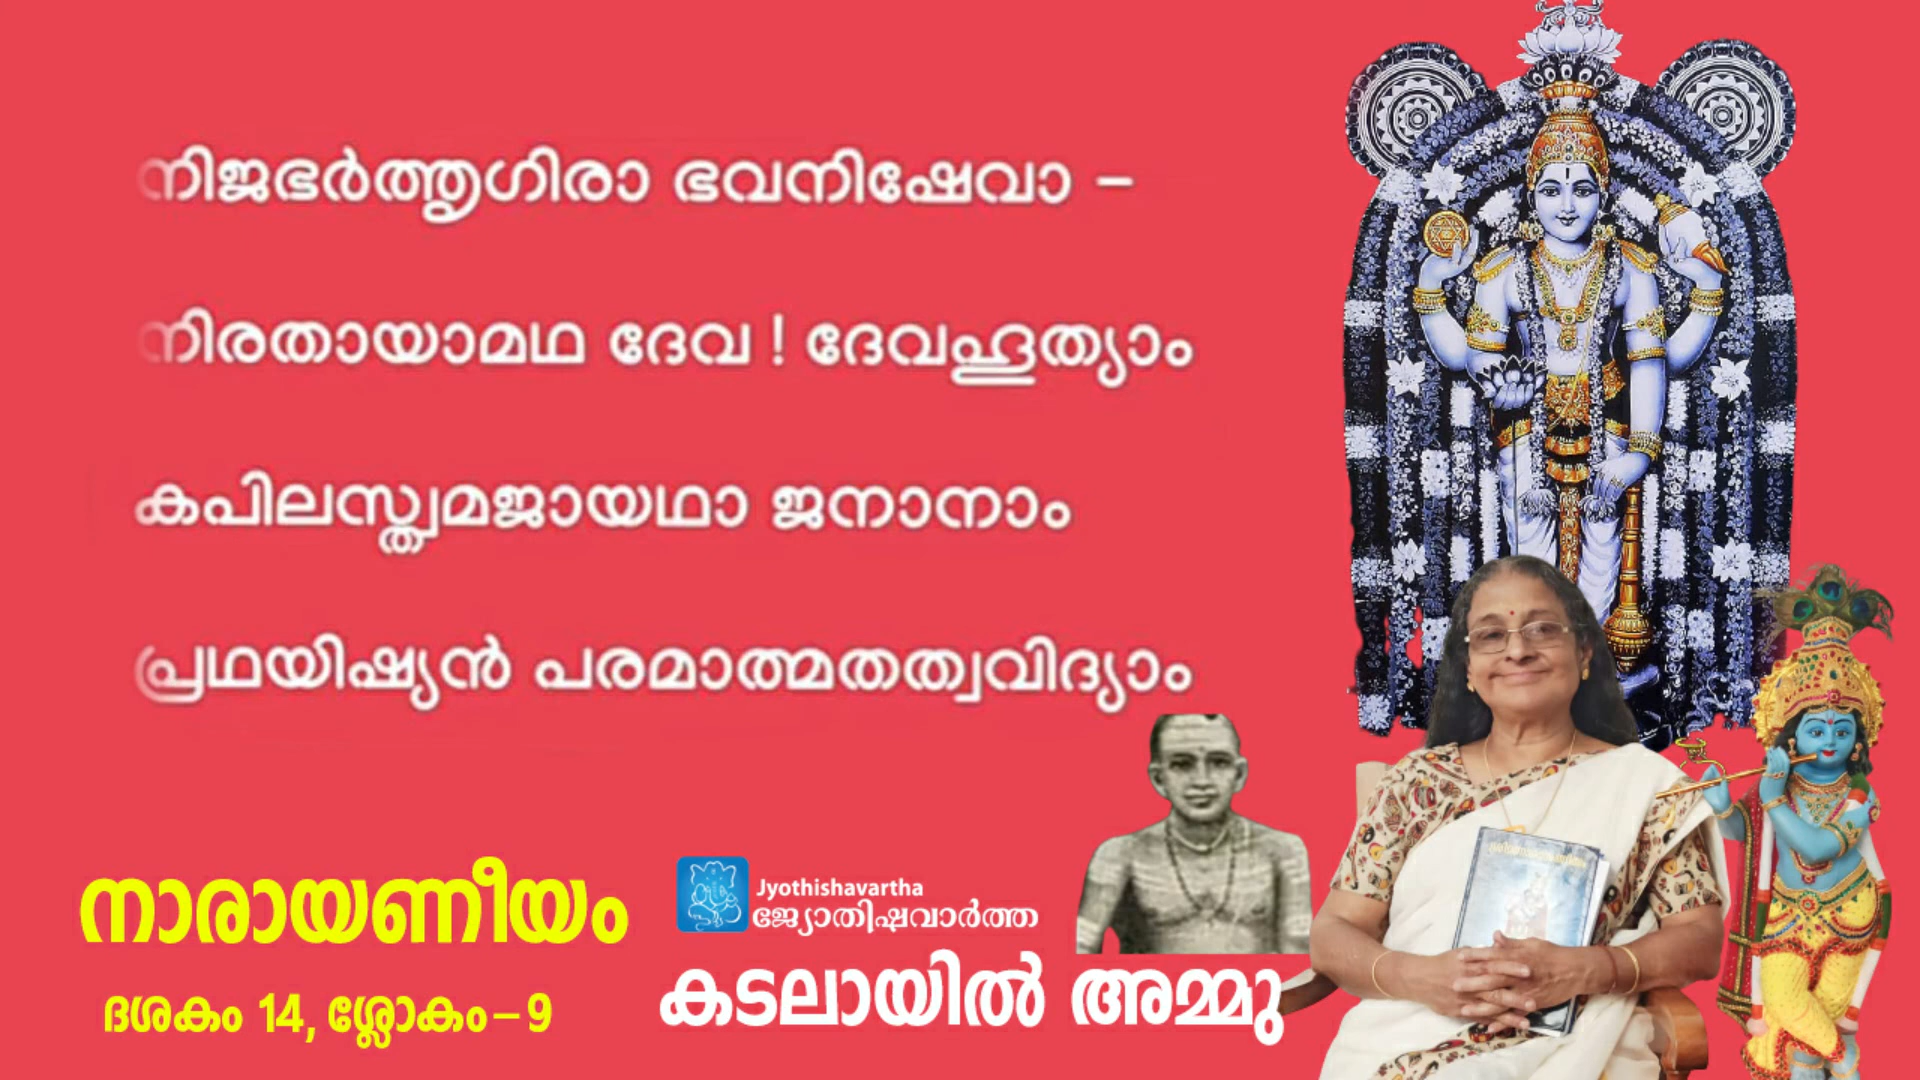 നിജഭർത്തൃഗിരാ ഭവനിഷേവാ -
നിരതായാമഥ ദേവ ! ദേവഹൂത്യാം
കപിലസ്ത്വമജായഥാ ജനാനാം
പ്രഥയിഷ്യൻ പരമാത്മതത്വവിദ്യാം
നാരായണീയം
ദശകം 14, ശ്ലോകം - 9
Jyothishavartha
ജ്യോതിഷവാർത്ത
കടലായിൽ അമ്മു